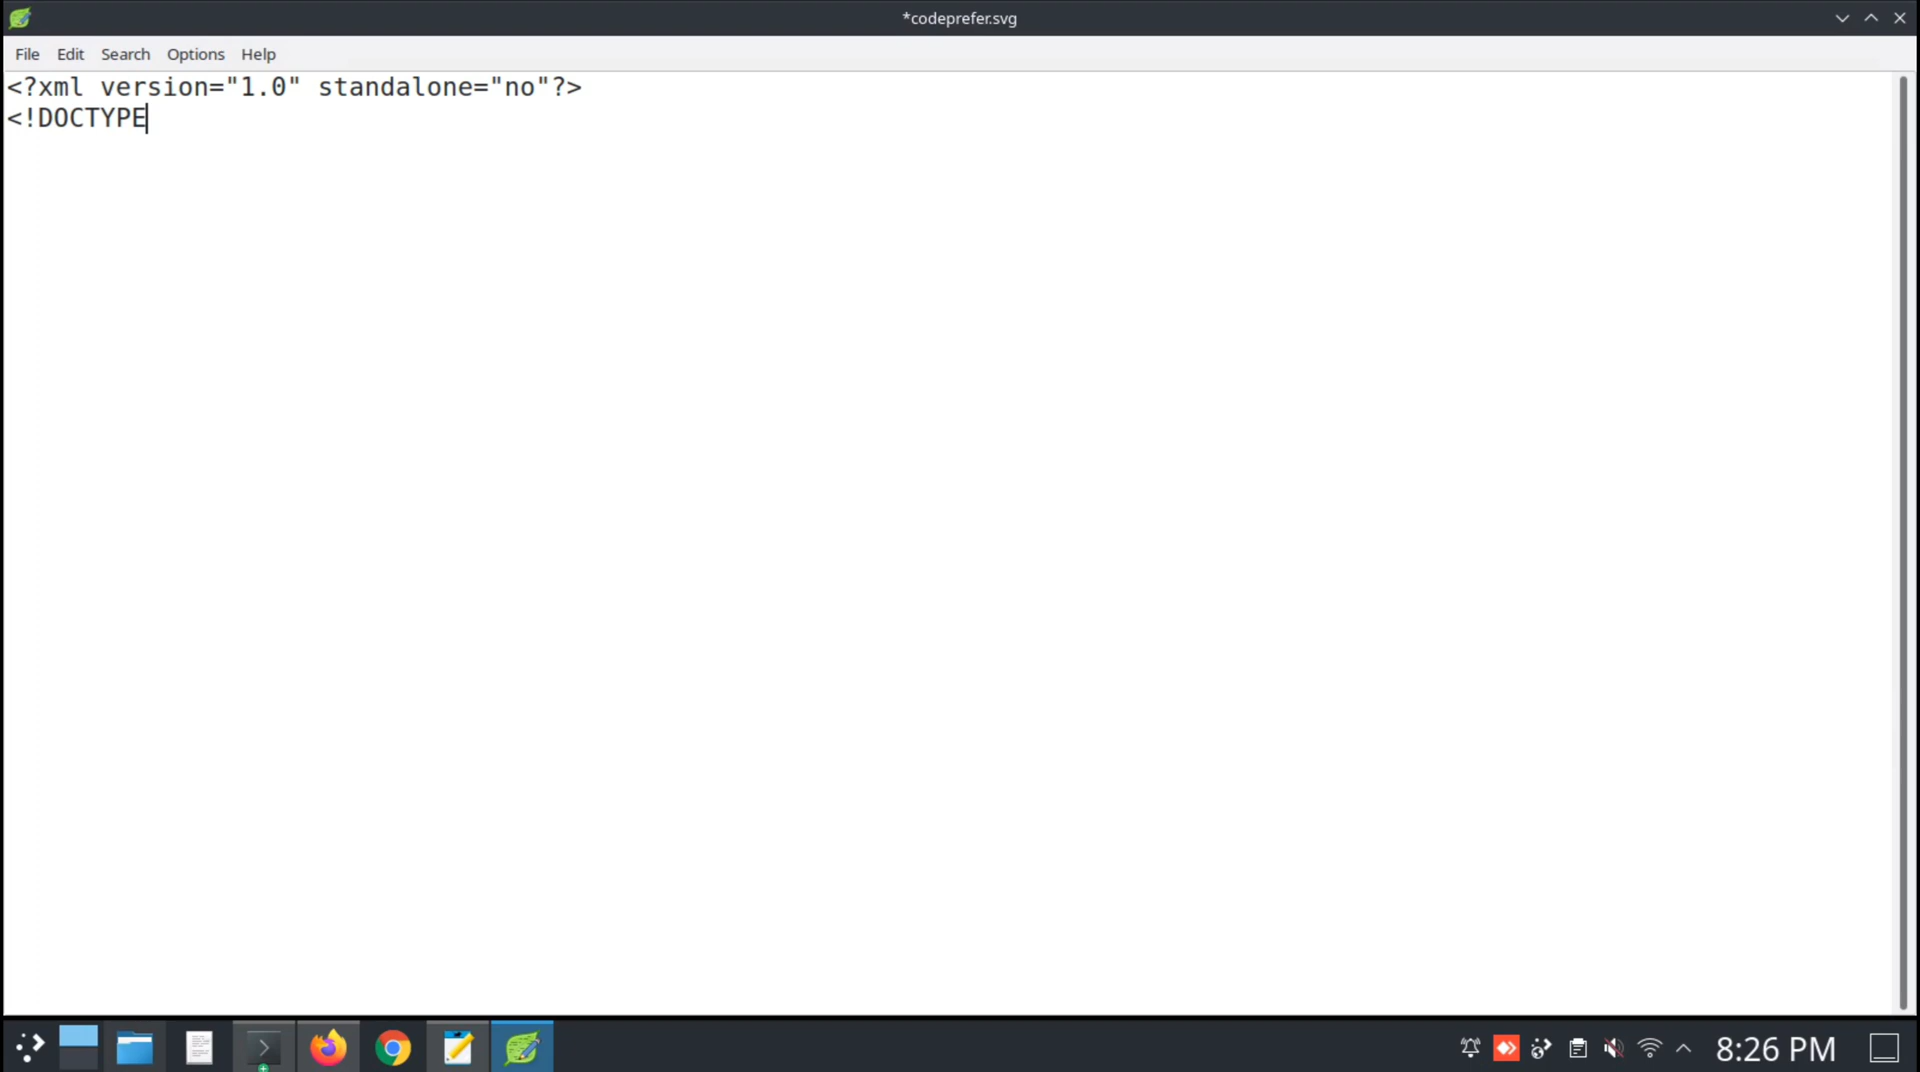 *codeprefer.svg
File Edit Search Options Help
<?xml version="1.0" standalone="no"?>
<!DOCTYPE
8:26 PM